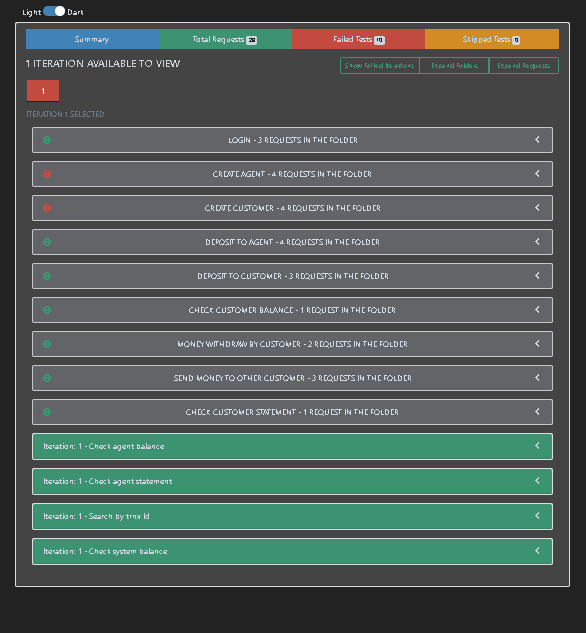 Light Dark
Summary Total Requests 29 Failed Tests Skipped Tests 0
1 ITERATION AVAILABLE TO VIEW
Show Failed Iterations Expand Folders Expand Requests
1
ITERATION 1 SELECTED
LOGIN - 3 REQUESTS IN THE FOLDER
CREATE AGENT - 4 REQUESTS IN THE FOLDER
CREATE CUSTOMER - 4 REQUESTS IN THE FOLDER
DEPOSIT TO AGENT - 4 REQUESTS IN THE FOLDER
DEPOSIT TO CUSTOMER - 3 REQUESTS IN THE FOLDER
CHECK CUSTOMER BALANCE - 1 REQUEST IN THE FOLDER
MONEY WITHDRAW BY CUSTOMER - 2 REQUESTS IN THE FOLDER
SEND MONEY TO OTHER CUSTOMER - 3 REQUESTS IN THE FOLDER
CHECK CUSTOMER STATEMENT - 1 REQUEST IN THE FOLDER
Iteration: 1 - Check agent balance
Iteration: 1 - Check agent statement
Iteration: 1 - Search by trnx Id
Iteration: 1 - Check system balance